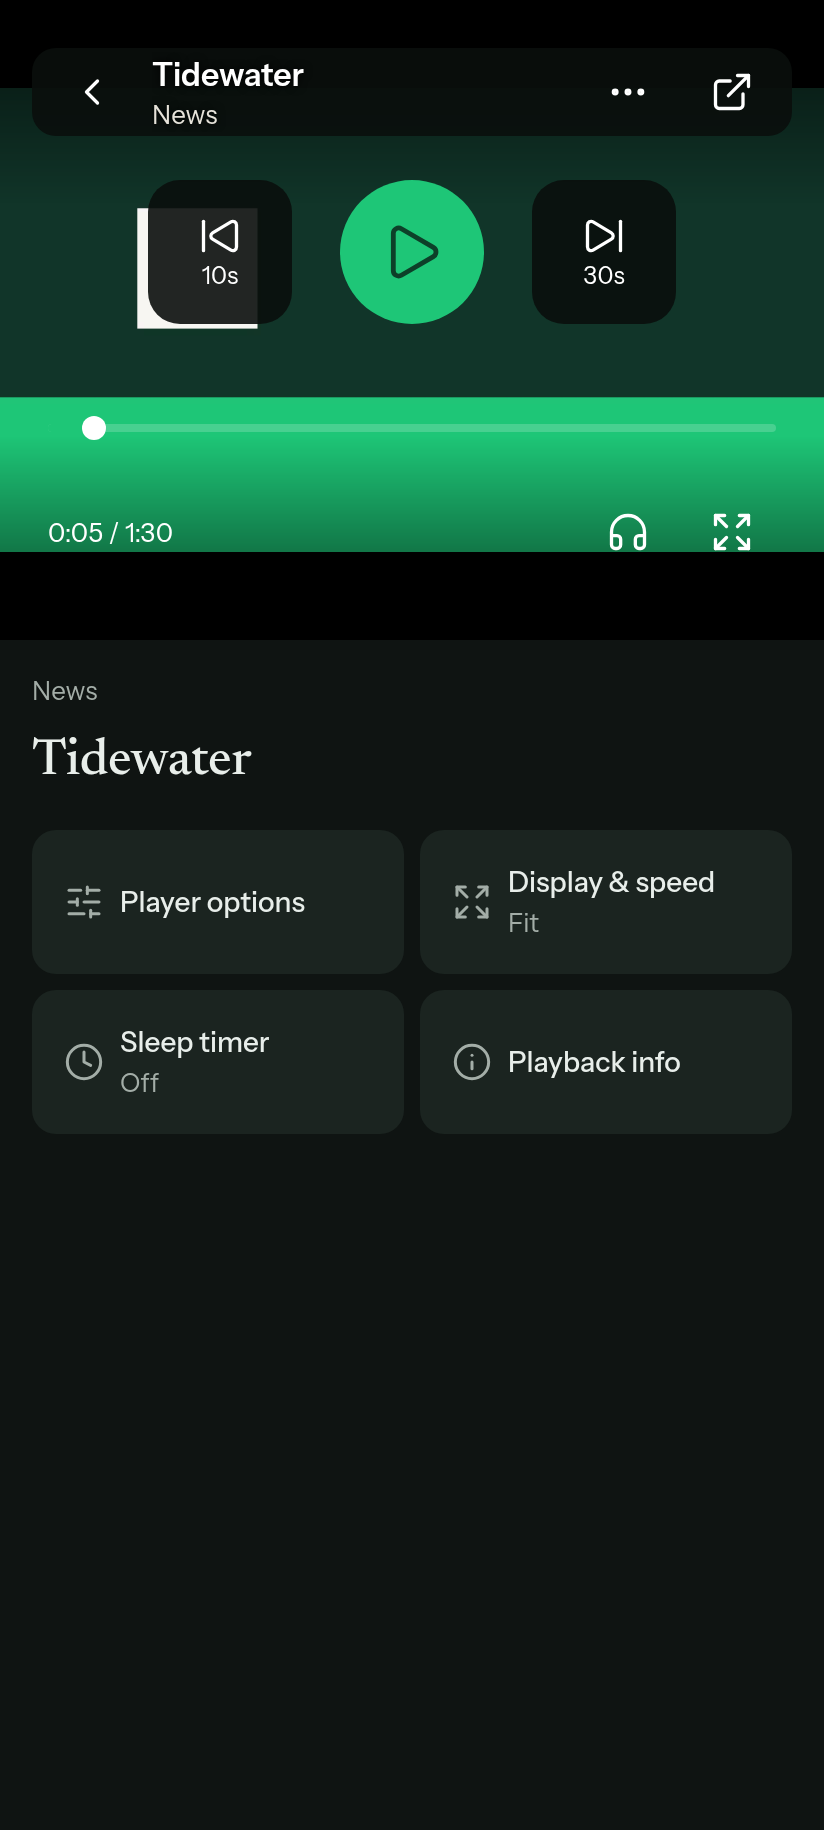 Tidewater
News
10s
30s
0:05 / 1:30
News
Tidewater
Player options
Display & speed
Fit
Sleep timer
Off
Playback info